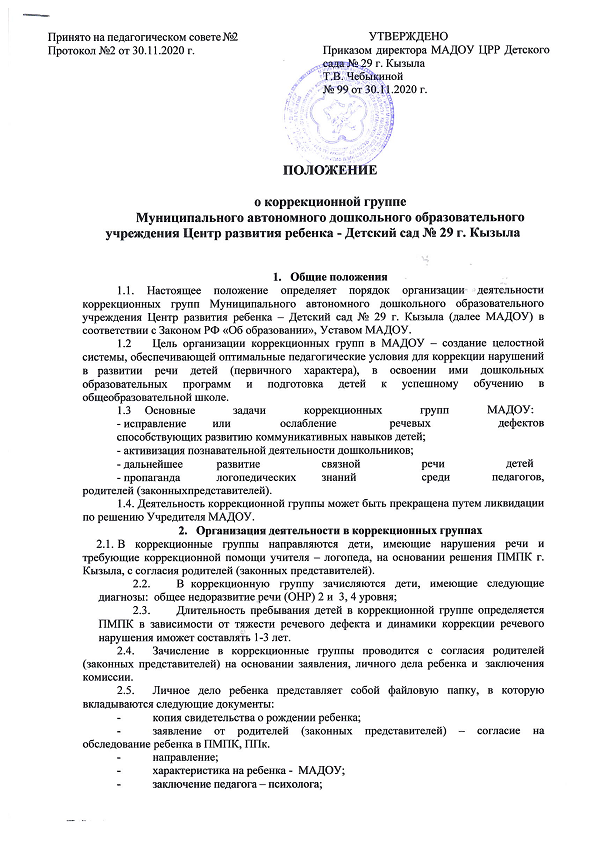 Принято на педагогическом совете №2
Протокол №2 от 30.11.2020 г.
УТВЕРЖДЕНО
Приказом директора МАДОУ ЦРР Детского
сада № 29 г. Кызыла
Т.В. Чебыкиной
№ 99 от 30.11.2020 г.
ПОЛОЖЕНИЕ
о коррекционной группе
Муниципального автономного дошкольного образовательного
учреждения Центр развития ребенка - Детский сад № 29 г. Кызыла
1. Общие положения
1.1. Настоящее положение определяет порядок организации деятельности
коррекционных групп Муниципального автономного дошкольного образовательного
учреждения Центр развития ребенка – Детский сад № 29 г. Кызыла (далее МАДОУ) в
соответствии с Законом РФ «Об образовании», Уставом МАДОУ.
1.2 Цель организации коррекционных групп в МАДОУ – создание целостной
системы, обеспечивающей оптимальные педагогические условия для коррекции нарушений
в развитии речи детей (первичного характера), в освоении ими дошкольных
образовательных программ и подготовка детей к успешному обучению в
общеобразовательной школе.
1.3 Основные задачи коррекционных групп МАДОУ:
- исправление или ослабление речевых дефектов
способствующих развитию коммуникативных навыков детей;
- активизация познавательной деятельности дошкольников;
- дальнейшее развитие связной речи детей
- пропаганда логопедических знаний среди педагогов,
родителей (законныхпредставителей).
1.4. Деятельность коррекционной группы может быть прекращена путем ликвидации
по решению Учредителя МАДОУ.
2. Организация деятельности в коррекционных группах
2.1. В коррекционные группы направляются дети, имеющие нарушения речи и
требующие коррекционной помощи учителя – логопеда, на основании решения ПМПК г.
Кызыла, с согласия родителей (законных представителей).
2.2. В коррекционную группу зачисляются дети, имеющие следующие
диагнозы: общее недоразвитие речи (ОНР) 2 и 3, 4 уровня;
2.3. Длительность пребывания детей в коррекционной группе определяется
ПМПК в зависимости от тяжести речевого дефекта и динамики коррекции речевого
нарушения иможет составлять 1-3 лет.
2.4. Зачисление в коррекционные группы проводится с согласия родителей
(законных представителей) на основании заявления, личного дела ребенка и заключения
комиссии.
2.5. Личное дело ребенка представляет собой файловую папку, в которую
вкладываются следующие документы:
- копия свидетельства о рождении ребенка;
- заявление от родителей (законных представителей) – согласие на
обследование ребенка в ПМПК, ППк.
- направление;
- характеристика на ребенка - МАДОУ;
- заключение педагога – психолога;